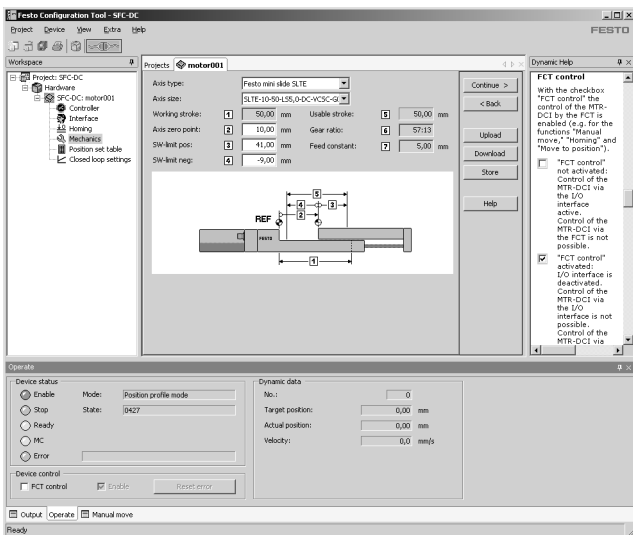 Festo Configuration Tool - SFC-DC
Project Device View Extra Help
FESTO
Workspace
Project: SFC-DC
Hardware
SFC-DC: motor001
Controller
Interface
Homing
Mechanics
Position set table
Closed loop settings
Projects motor001
Axis type: Festo mini slide SLTE
Axis size: SLTE-10-50-LS5,0-DC-VCSC-G
Working stroke: 1 50,00 mm Usable stroke: 5 50,00 mm
Axis zero point: 2 10,00 mm Gear ratio: 6 57:13
SW-limit pos: 3 41,00 mm Feed constant: 7 5,00 mm
SW-limit neg: 4 -9,00 mm
5
4 3
REF 2
FESTO
1
Continue >
< Back
Upload
Download
Store
Help
Dynamic Help
FCT control
With the checkbox
"FCT control" the
control of the MTR-
DCI by the FCT is
enabled (e.g. for the
functions "Manual
move," "Homing" and
"Move to position").
"FCT control"
not activated:
Control of the
MTR-DCI via
the I/O
interface
active.
Control of the
MTR-DCI via
the FCT is not
possible.
"FCT control"
activated:
I/O interface is
deactivated.
Control of the
MTR-DCI via
the I/O
interface is not
possible.
Control of the
MTR-DCI via
Operate
Device status
Enable Mode: Position profile mode
Stop State: 0427
Ready
MC
Error
Device control
FCT control Enable Reset error
Dynamic data
No.: 0
Target position: 0,00 mm
Actual position: 0,00 mm
Velocity: 0,0 mm/s
Output Operate Manual move
Ready